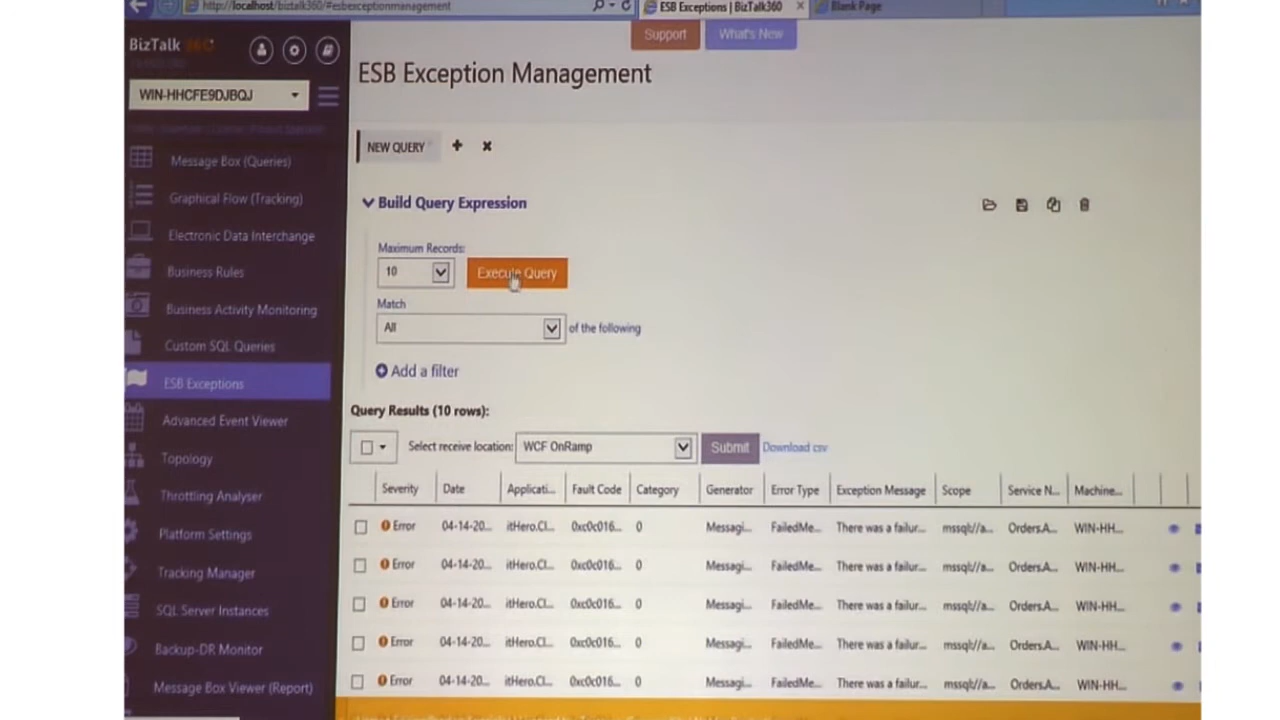 http://localhost/biztalk360/#esbexceptionmanagement
ESB Exceptions | BizTalk360
Blank Page
BizTalk 360
Support
What's New
WIN-HHCFE9DJBQJ
ESB Exception Management
NEW QUERY
Message Box (Queries)
Graphical Flow (Tracking)
Electronic Data Interchange
Business Rules
Business Activity Monitoring
Custom SQL Queries
ESB Exceptions
Advanced Event Viewer
Topology
Throttling Analyser
Platform Settings
Tracking Manager
SQL Server Instances
Backup-DR Monitor
Message Box Viewer (Report)
Build Query Expression
Maximum Records:
10 Execute Query
Match
All of the following
Add a filter
Query Results (10 rows):
Select receive location: WCF OnRamp Submit Download csv
Severity Date Applicati... Fault Code Category Generator Error Type Exception Message Scope Service N... Machine...
Error 04-14-20... itHero.Cl... 0xc0c016... 0 Messagi... FailedMe... There was a failur... mssql://a... Orders.A... WIN-HH...
Error 04-14-20... itHero.Cl... 0xc0c016... 0 Messagi... FailedMe... There was a failur... mssql://a... Orders.A... WIN-HH...
Error 04-14-20... itHero.Cl... 0xc0c016... 0 Messagi... FailedMe... There was a failur... mssql://a... Orders.A... WIN-HH...
Error 04-14-20... itHero.Cl... 0xc0c016... 0 Messagi... FailedMe... There was a failur... mssql://a... Orders.A... WIN-HH...
Error 04-14-20... itHero.Cl... 0xc0c016... 0 Messagi... FailedMe... There was a failur... mssql://a... Orders.A... WIN-HH...